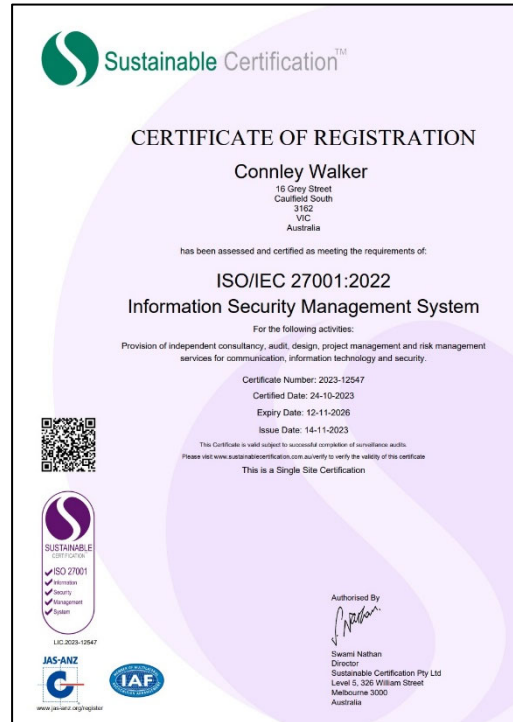 Sustainable Certification™
CERTIFICATE OF REGISTRATION
Connley Walker
16 Grey Street
Caulfield South
3162
VIC
Australia
has been assessed and certified as meeting the requirements of:
ISO/IEC 27001:2022
Information Security Management System
For the following activities:
Provision of independent consultancy, audit, design, project management and risk management
services for communication, information technology and security.
Certificate Number: 2023-12547
Certified Date: 24-10-2023
Expiry Date: 12-11-2026
Issue Date: 14-11-2023
This Certificate is valid subject to successful completion of surveillance audits.
Please visit www.sustainablecertification.com.au/verify to verify the validity of this certificate
This is a Single Site Certification
SUSTAINABLE
CERTIFICATION
ISO 27001
Information
Security
Management
System
LIC:2023-12547
JAS-ANZ
IAF
www.jas-anz.org/register
Authorised By
Swami Nathan
Director
Sustainable Certification Pty Ltd
Level 5, 326 William Street
Melbourne 3000
Australia